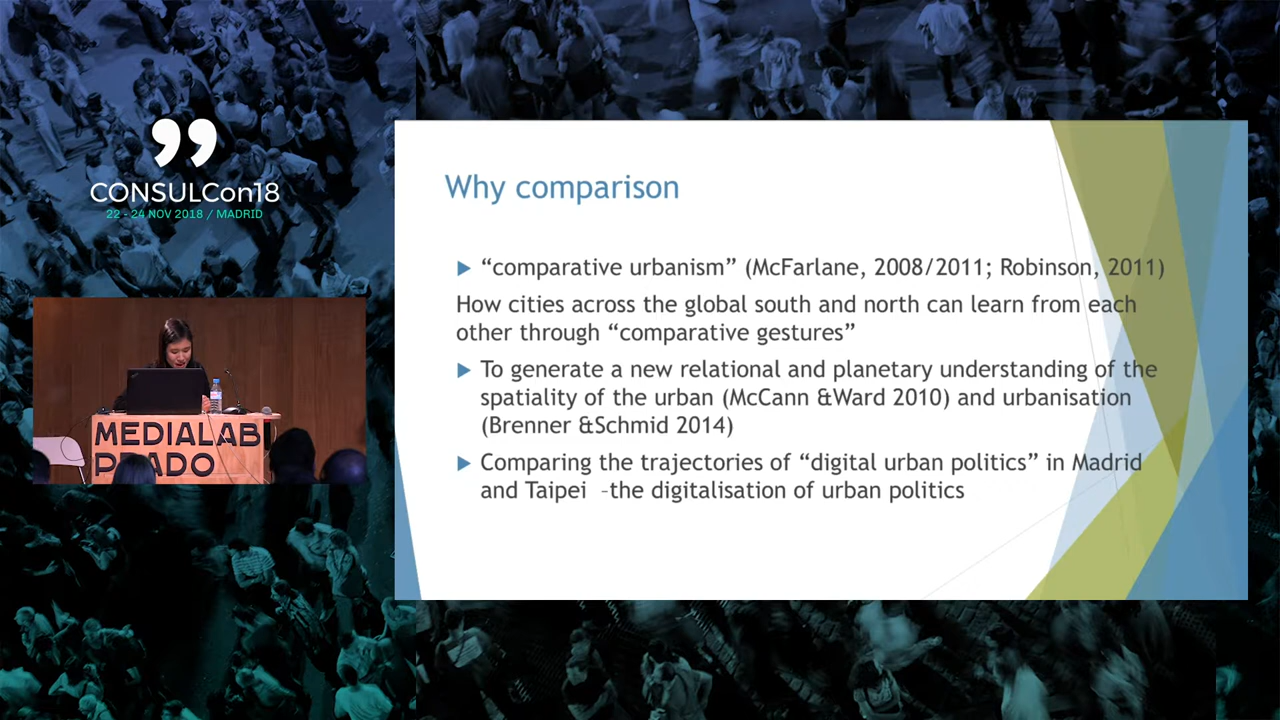 CONSULCon18
22 - 24 NOV 2018 / MADRID
MEDIALAB
PRADO
Why comparison
“comparative urbanism” (McFarlane, 2008/2011; Robinson, 2011)
How cities across the global south and north can learn from each
other through “comparative gestures”
To generate a new relational and planetary understanding of the
spatiality of the urban (McCann &Ward 2010) and urbanisation
(Brenner &Schmid 2014)
Comparing the trajectories of “digital urban politics” in Madrid
and Taipei –the digitalisation of urban politics